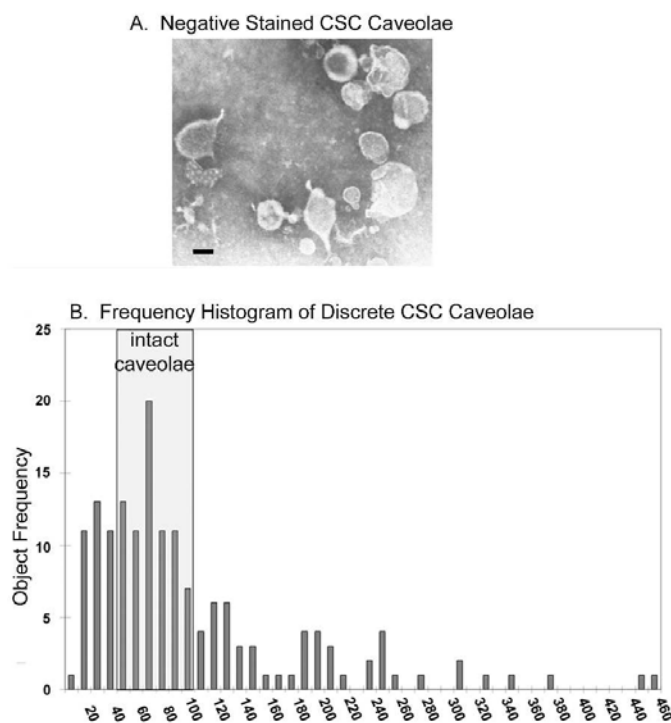 A. Negative Stained CSC Caveolae
B. Frequency Histogram of Discrete CSC Caveolae
25
intact
caveolae
20
15
10
5
0
Object Frequency
20 40 60 80 100 120 140 160 180 200 220 240 260 280 300 320 340 360 380 400 420 440 460